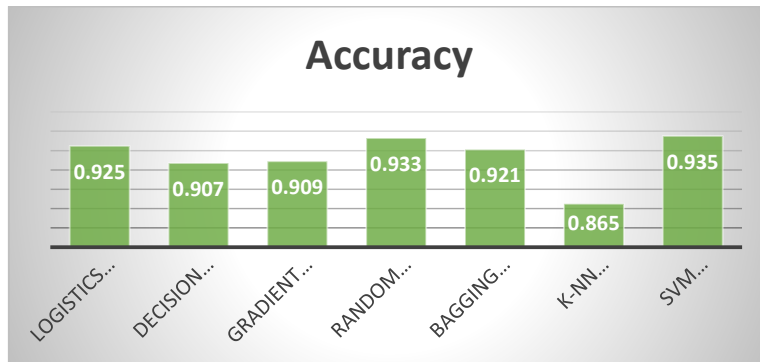 Accuracy
0.925
0.907
0.909
0.933
0.921
0.865
0.935
LOGISTICS...
DECISION...
GRADIENT...
RANDOM...
BAGGING...
K-NN...
SVM...